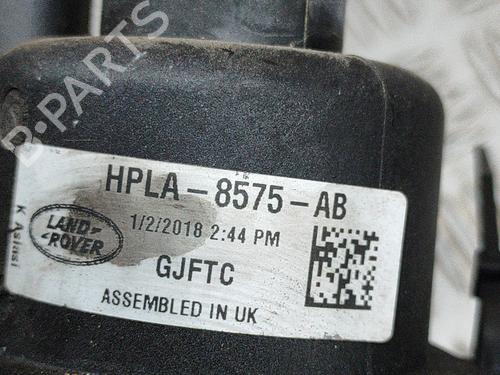 B-PARTS
HPLA-8575-AB
LAND-
-ROVER
1/2/2018 2:44 PM
GJFTC
ASSEMBLED IN UK